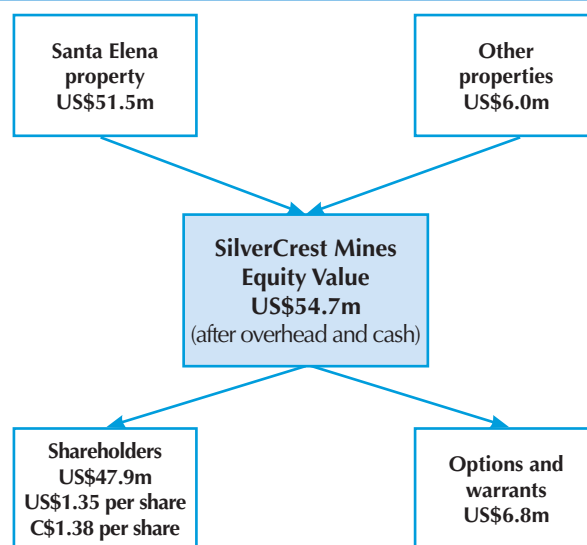 Santa Elena
property
US$51.5m
Other
properties
US$6.0m
SilverCrest Mines
Equity Value
US$54.7m
(after overhead and cash)
Shareholders
US$47.9m
US$1.35 per share
C$1.38 per share
Options and
warrants
US$6.8m